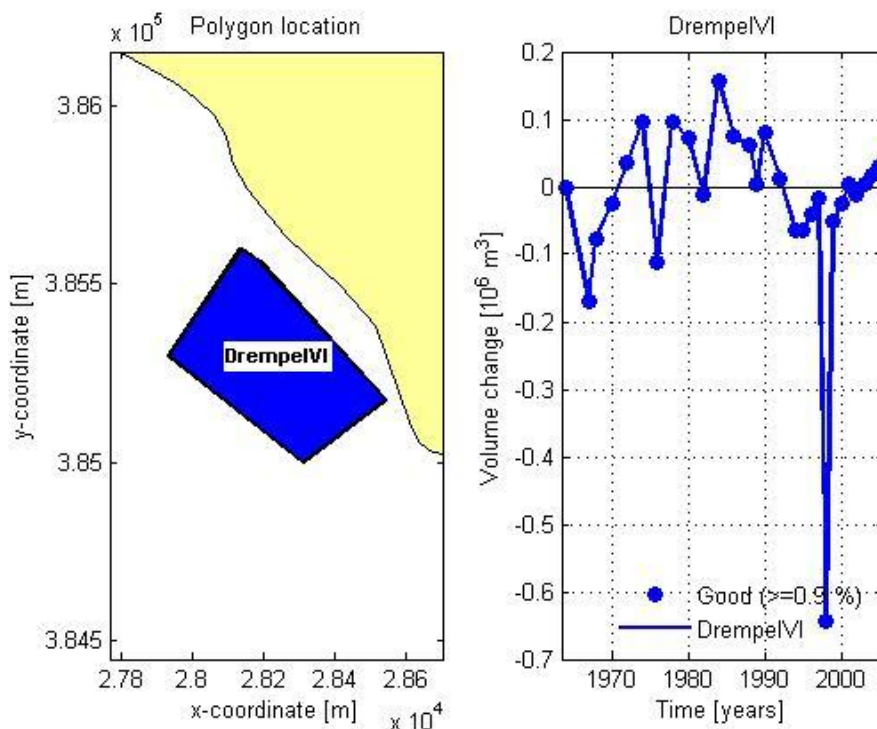 x 10^5
Polygon location
3.86
3.855
3.85
3.845
y-coordinate [m]
DrempelVI
2.78 2.8 2.82 2.84 2.86
x-coordinate [m]
x 10^4
DrempelVI
0.2
0.1
0
-0.1
-0.2
-0.3
-0.4
-0.5
-0.6
-0.7
Volume change [10^6 m^3]
Good (>=0.9 %)
DrempelVI
1970 1980 1990 2000
Time [years]